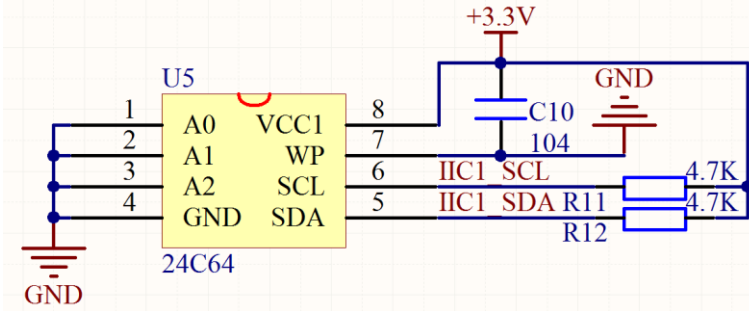 +3.3V
U5
GND
1 A0 VCC1 8
C10
104
2 A1 WP 7
3 A2 SCL 6 IIC1_SCL 4.7K
R11
4 GND SDA 5 IIC1_SDA 4.7K
R12
24C64
GND